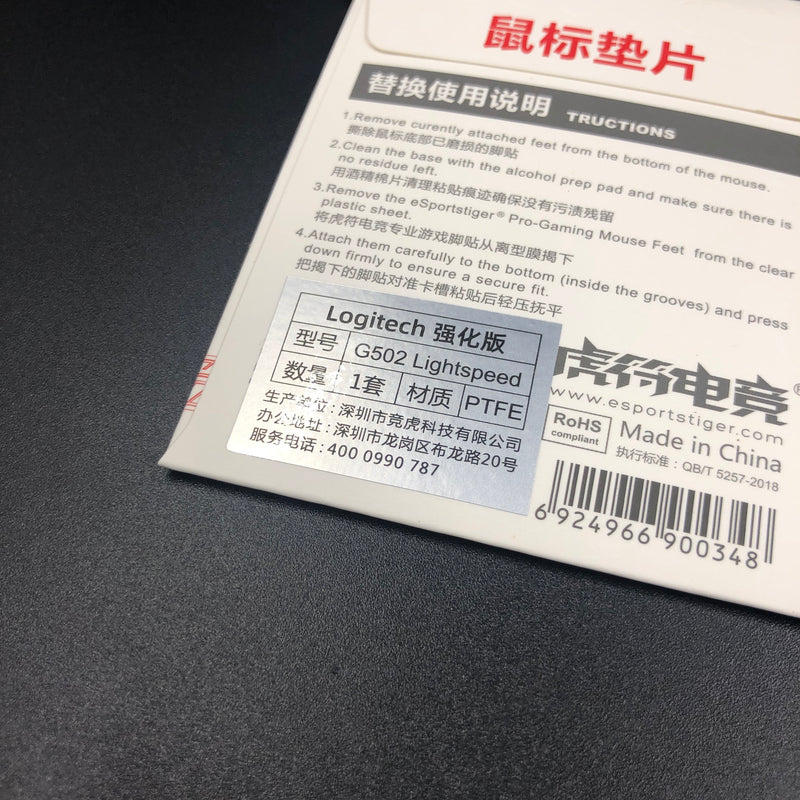 鼠标垫片
替换使用说明 TRUCTIONS
1.Remove curently attached feet from the bottom of the mouse.
撕除鼠标底部已磨损的脚贴
2.Clean the base with the alcohol prep pad and make sure there is
no residue left.
用酒精棉片清理粘贴痕迹确保没有污渍残留
3.Remove the eSportstiger® Pro-Gaming Mouse Feet from the clear
plastic sheet.
将虎符电竞专业游戏脚贴从离型膜揭下
4.Attach them carefully to the bottom (inside the grooves) and press
down firmly to ensure a secure fit.
把揭下的脚贴对准卡槽粘贴后轻压抚平
Logitech 强化版
型号 G502 Lightspeed
数量 1套 材质 PTFE
生产单位:深圳市竞虎科技有限公司
办公地址:深圳市龙岗区布龙路20号
服务电话:400 0990 787
虎符电竞®
www.esportstiger.com
RoHS
compliant
Made in China
执行标准:QB/T 5257-2018
6 924966 900348